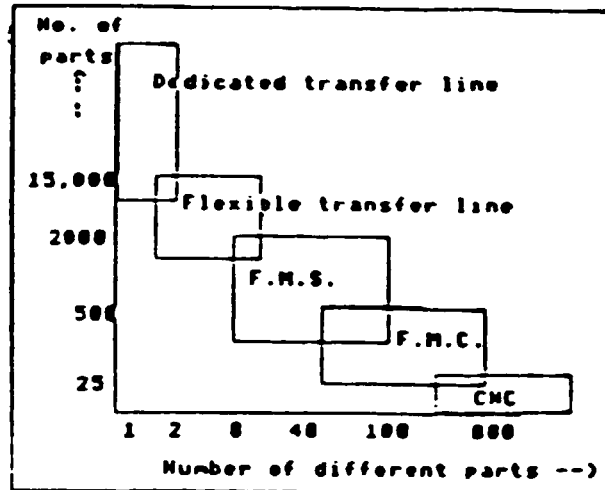 No. of
parts
Dedicated transfer line
15,000
Flexible transfer line
2000
F.M.S.
500
F.M.C.
25
CNC
1 2 8 40 100 800
Number of different parts -->